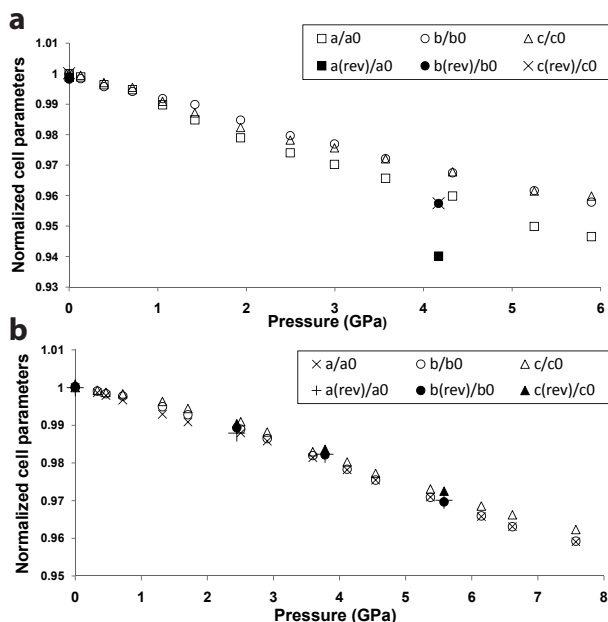 a
a/a0 b/b0 c/c0
a(rev)/a0 b(rev)/b0 c(rev)/c0
Normalized cell parameters
1.01
1
0.99
0.98
0.97
0.96
0.95
0.94
0.93
0 1 2 3 4 5 6
Pressure (GPa)
b
a/a0 b/b0 c/c0
a(rev)/a0 b(rev)/b0 c(rev)/c0
Normalized cell parameters
1.01
1
0.99
0.98
0.97
0.96
0.95
0 1 2 3 4 5 6 7 8
Pressure (GPa)